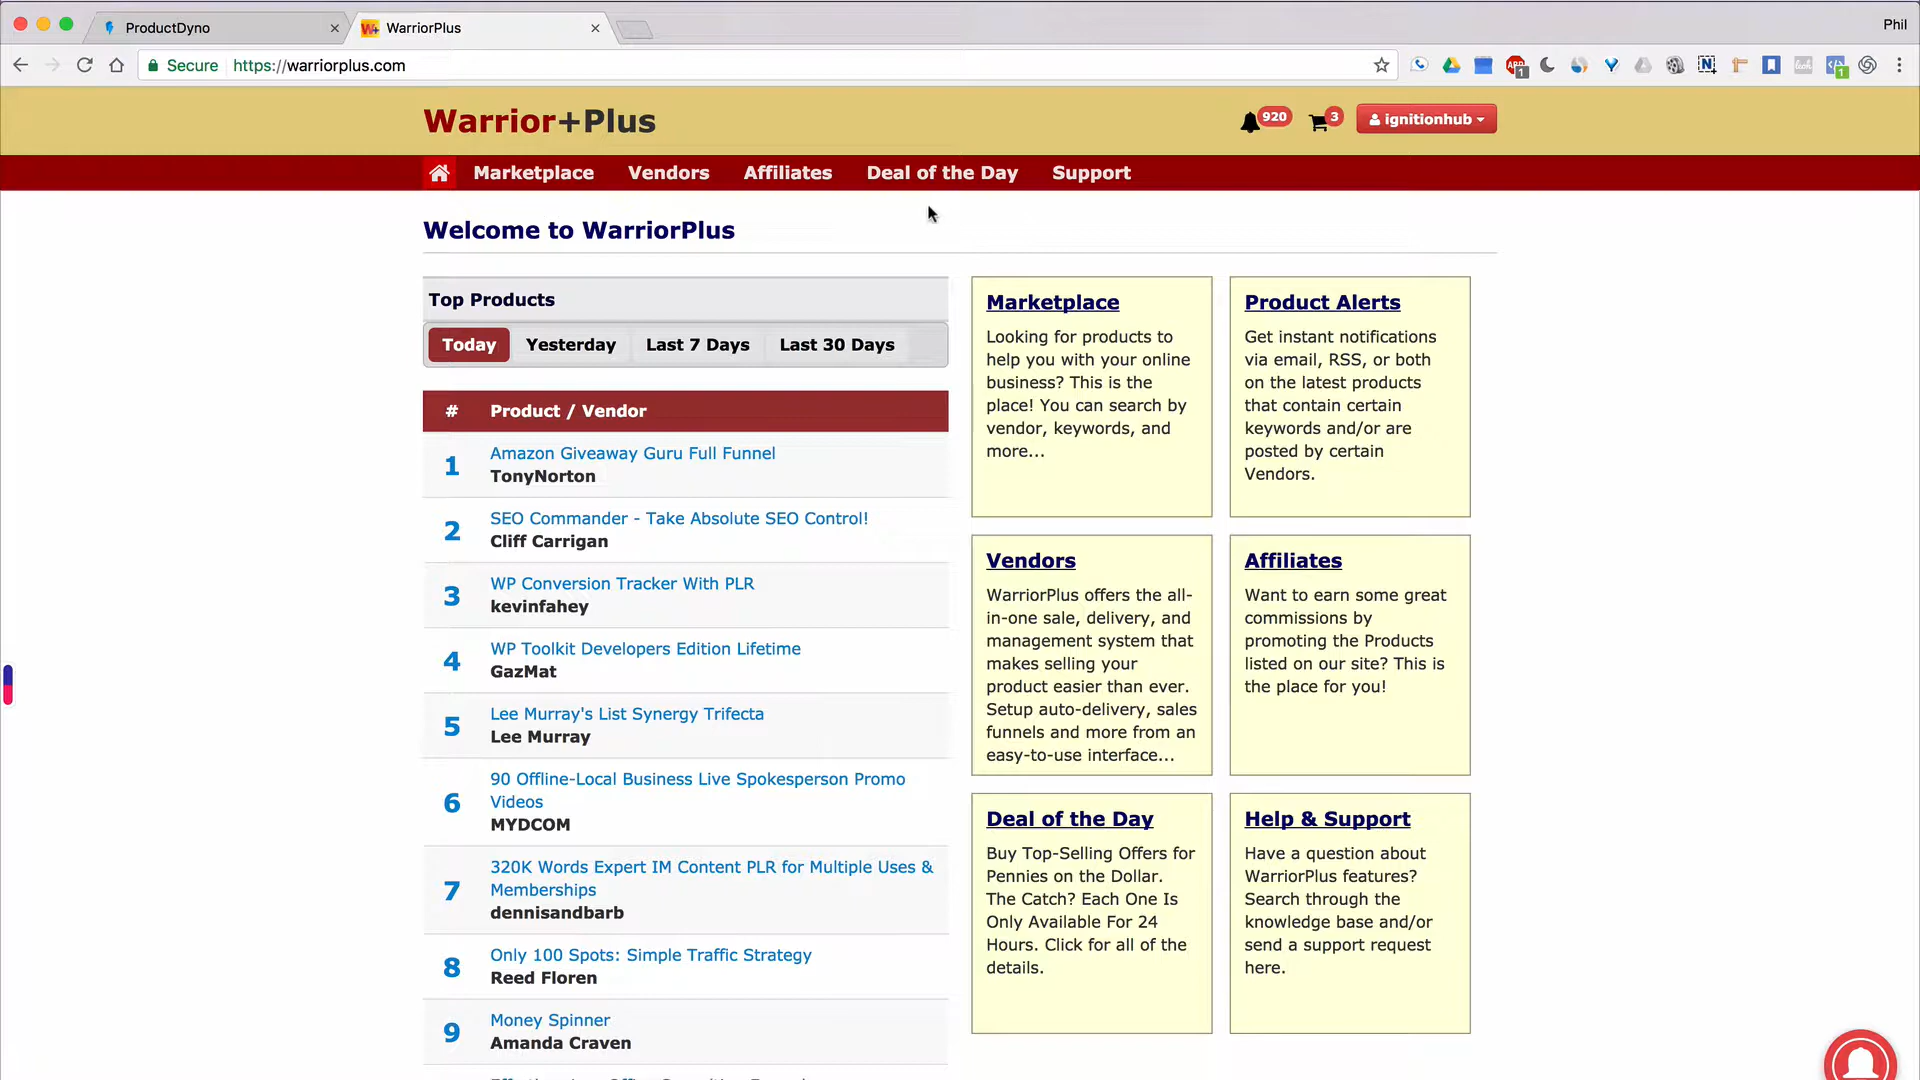 ProductDyno
WarriorPlus
Phil
Secure
https://warriorplus.com
1
1
Warrior+Plus
920
3
ignitionhub
Marketplace
Vendors
Affiliates
Deal of the Day
Support
Welcome to WarriorPlus
Top Products
Today
Yesterday
Last 7 Days
Last 30 Days
# Product / Vendor
1
Amazon Giveaway Guru Full Funnel
TonyNorton
2
SEO Commander - Take Absolute SEO Control!
Cliff Carrigan
3
WP Conversion Tracker With PLR
kevinfahey
4
WP Toolkit Developers Edition Lifetime
GazMat
5
Lee Murray's List Synergy Trifecta
Lee Murray
6
90 Offline-Local Business Live Spokesperson Promo
Videos
MYDCOM
7
320K Words Expert IM Content PLR for Multiple Uses &
Memberships
dennisandbarb
8
Only 100 Spots: Simple Traffic Strategy
Reed Floren
9
Money Spinner
Amanda Craven
Marketplace
Looking for products to
help you with your online
business? This is the
place! You can search by
vendor, keywords, and
more...
Product Alerts
Get instant notifications
via email, RSS, or both
on the latest products
that contain certain
keywords and/or are
posted by certain
Vendors.
Vendors
WarriorPlus offers the all-
in-one sale, delivery, and
management system that
makes selling your
product easier than ever.
Setup auto-delivery, sales
funnels and more from an
easy-to-use interface...
Affiliates
Want to earn some great
commissions by
promoting the Products
listed on our site? This is
the place for you!
Deal of the Day
Buy Top-Selling Offers for
Pennies on the Dollar.
The Catch? Each One Is
Only Available For 24
Hours. Click for all of the
details.
Help & Support
Have a question about
WarriorPlus features?
Search through the
knowledge base and/or
send a support request
here.